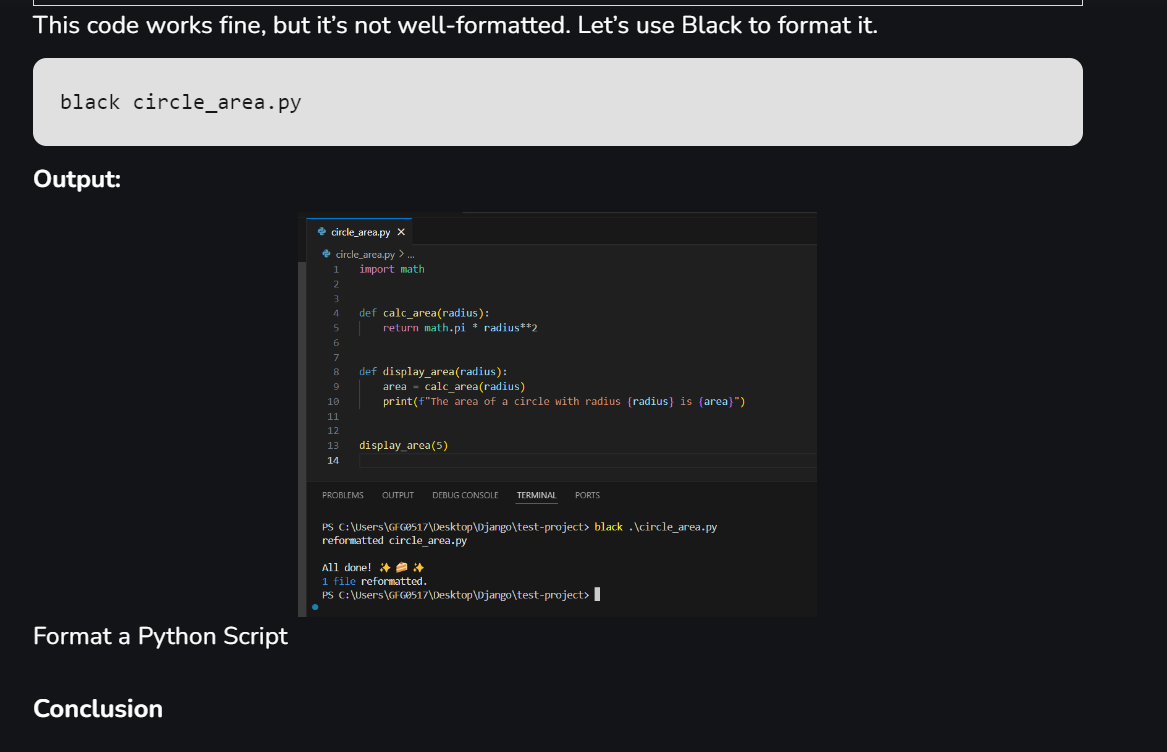 This code works fine, but it’s not well-formatted. Let’s use Black to format it.
black circle_area.py
Output:
circle_area.py ×
circle_area.py > ...
1 import math
2
3
4 def calc_area(radius):
5 return math.pi * radius**2
6
7
8 def display_area(radius):
9 area = calc_area(radius)
10 print(f"The area of a circle with radius {radius} is {area}")
11
12
13 display_area(5)
14
PROBLEMS OUTPUT DEBUG CONSOLE TERMINAL PORTS
PS C:\Users\GFG0517\Desktop\Django\test-project> black .\circle_area.py
reformatted circle_area.py
All done! ✨ 🍰 ✨
1 file reformatted.
PS C:\Users\GFG0517\Desktop\Django\test-project>
Format a Python Script
Conclusion